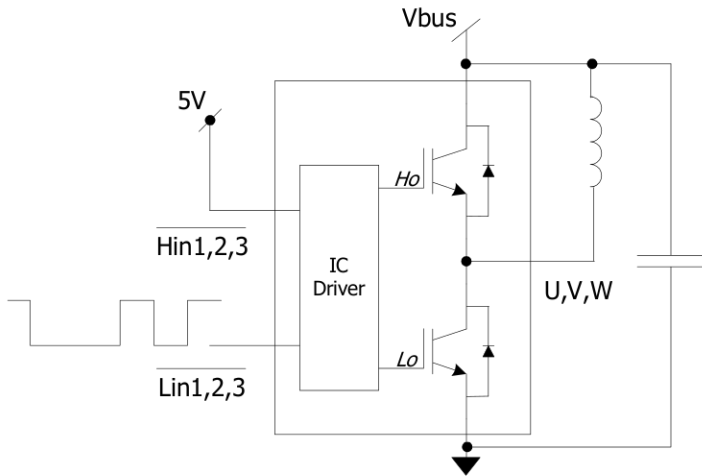 Vbus
5V
Ho
Hin1,2,3
IC
Driver
U,V,W
Lo
Lin1,2,3